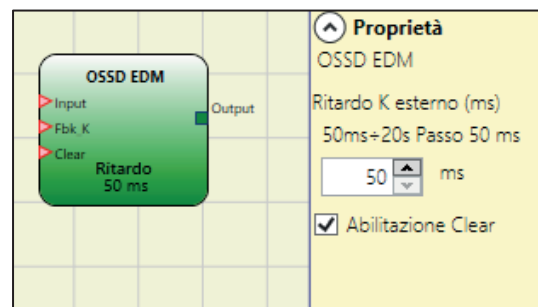 OSSD EDM
Input
Fbk_K
Clear
Output
Ritardo
50 ms
Proprietà
OSSD EDM
Ritardo K esterno (ms)
50ms÷20s Passo 50 ms
50 ms
Abilitazione Clear